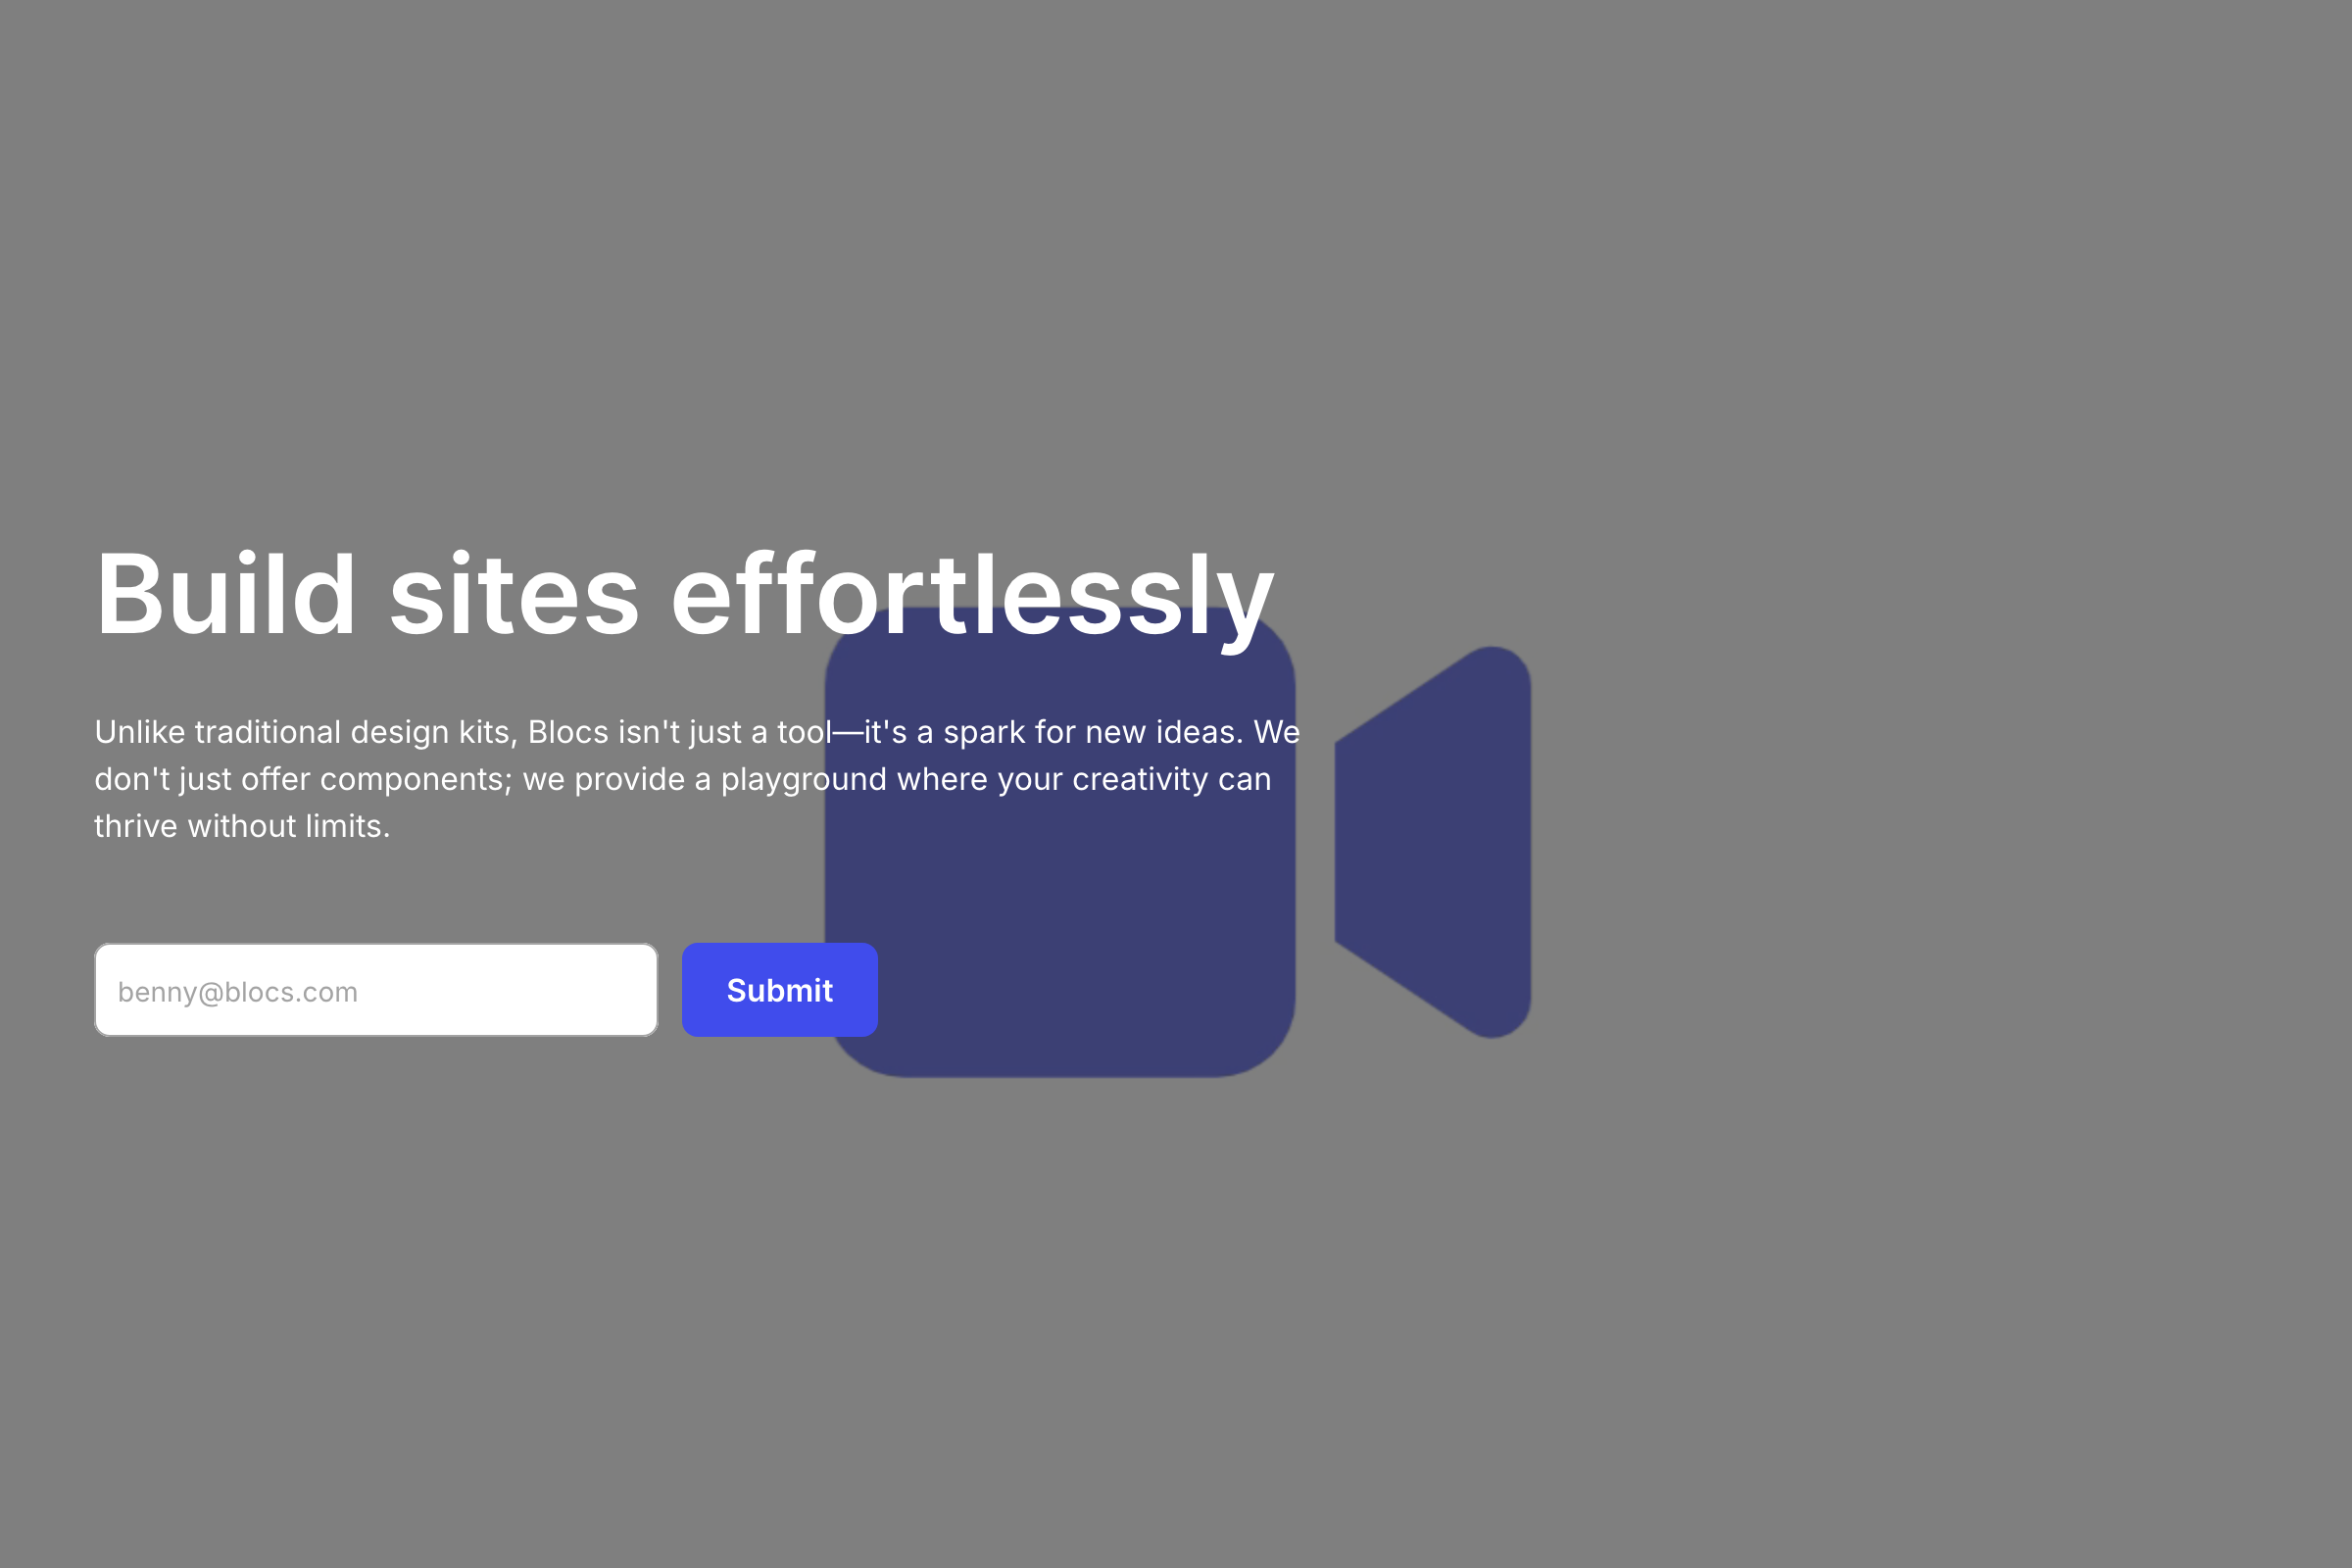 Build sites effortlessly
Unlike traditional design kits, Blocs isn't just a tool—it's a spark for new ideas. We
don't just offer components; we provide a playground where your creativity can
thrive without limits.
benny@blocs.com
Submit